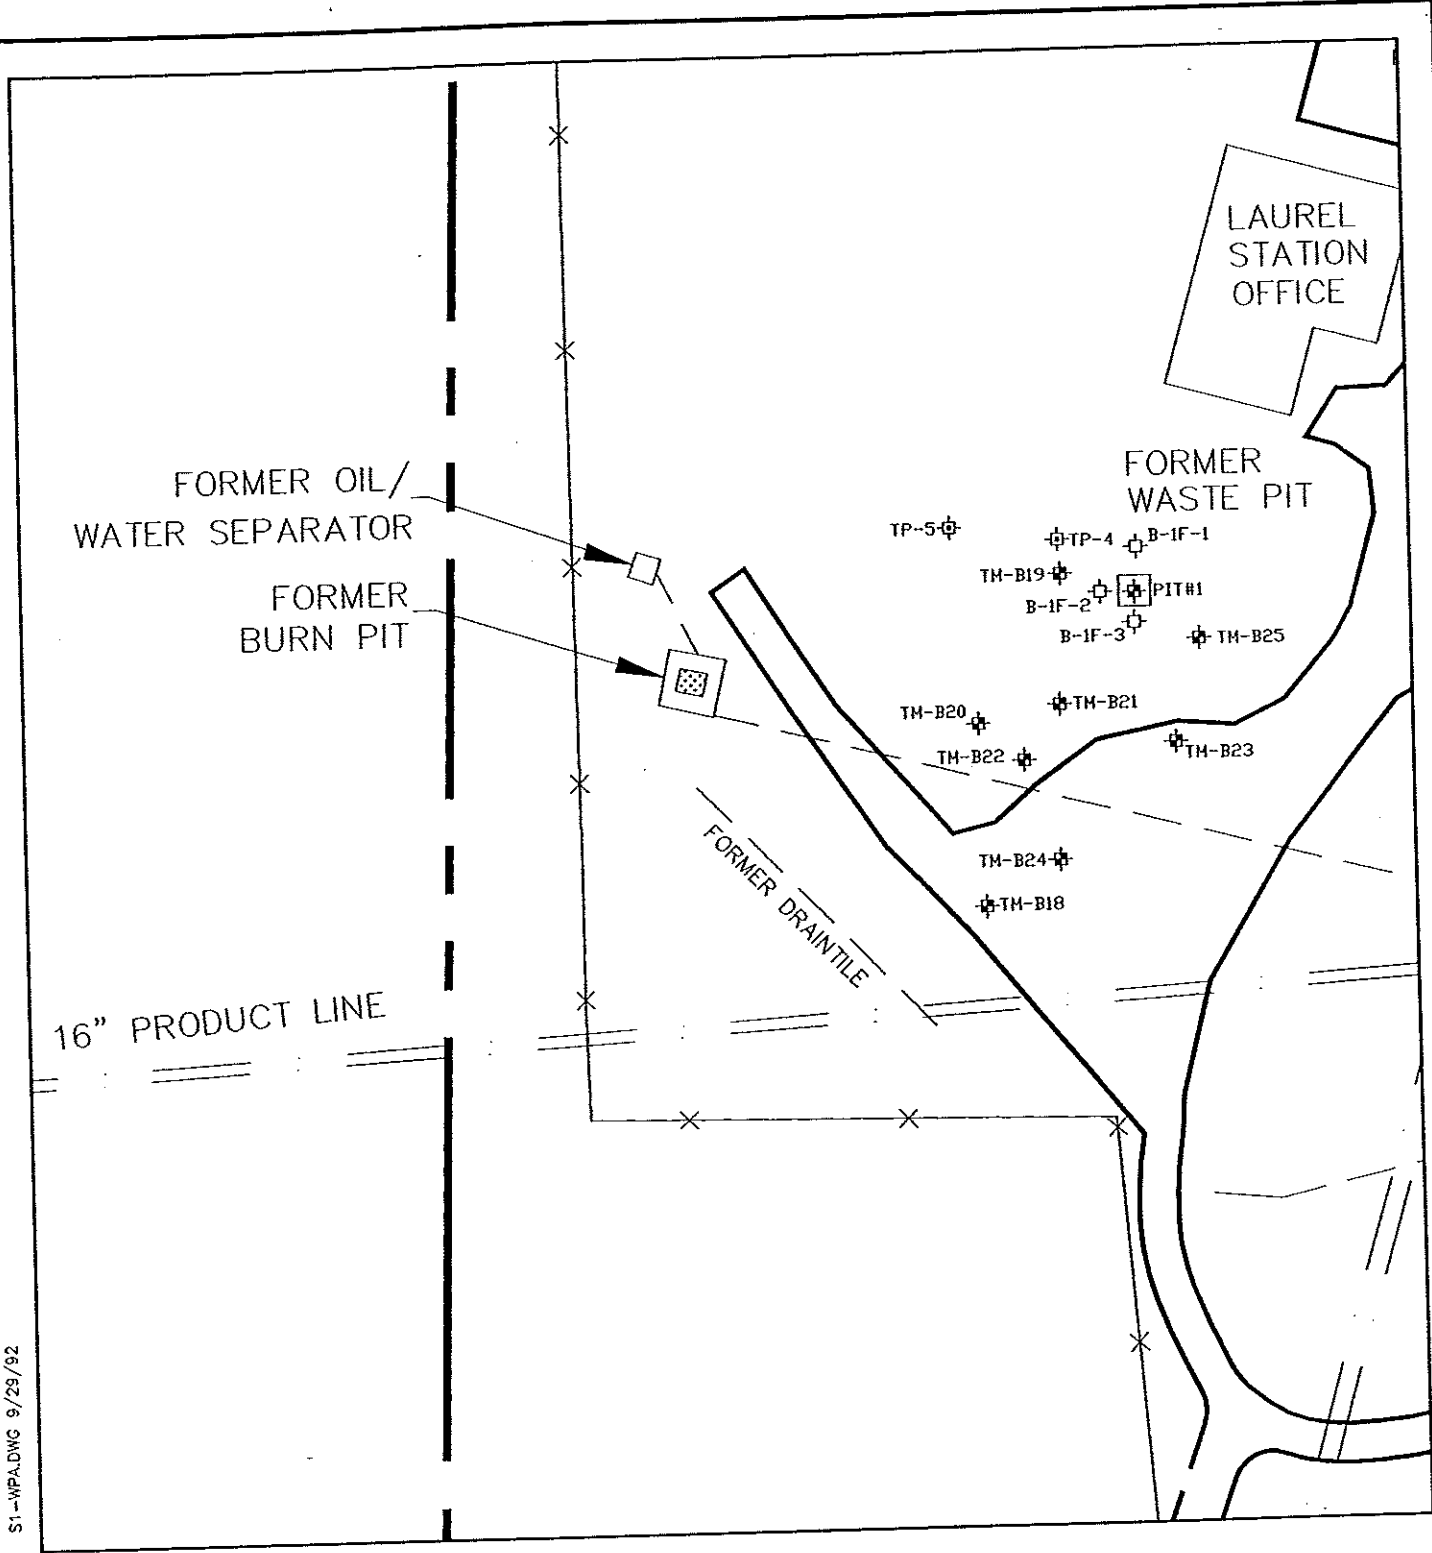 LAUREL
STATION
OFFICE
FORMER
WASTE PIT
FORMER OIL/
WATER SEPARATOR
FORMER
BURN PIT
TP-5
TP-4
B-1F-1
TM-B19
B-1F-2
PIT#1
B-1F-3
TM-B25
TM-B20
TM-B21
TM-B22
TM-B23
FORMER DRAINTILE
TM-B24
TM-B18
16” PRODUCT LINE
S1-WPA.DWG 9/29/92